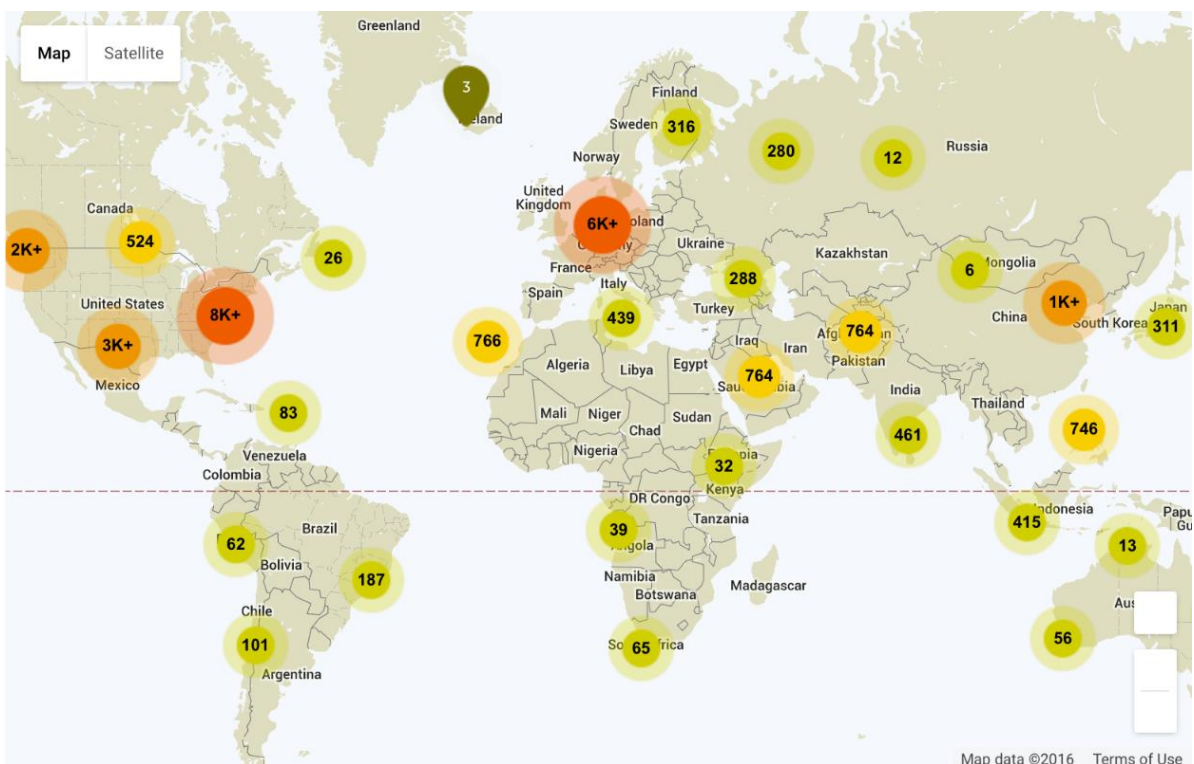 Greenland
Map Satellite
3
Finland
Sweden 316
280
12
Russia
Norway
United
Kingdom
6K+
Canada
524
2K+
26
Ukraine
Kazakhstan
France
Italy
288
6
Spain
United States
8K+
439
Turkey
China
1K+
South Korea
Japan
311
3K+
766
764
Iraq
Iran
Pakistan
Mexico
Algeria
Libya
Egypt
764
India
83
Mali
Niger
Sudan
Thailand
Chad
746
461
Venezuela
Nigeria
Colombia
32
Kenya
DR Congo
415
Tanzania
39
62
Brazil
13
Bolivia
187
Namibia
Madagascar
Botswana
Chile
101
65
56
Argentina
Map data ©2016 Terms of Use